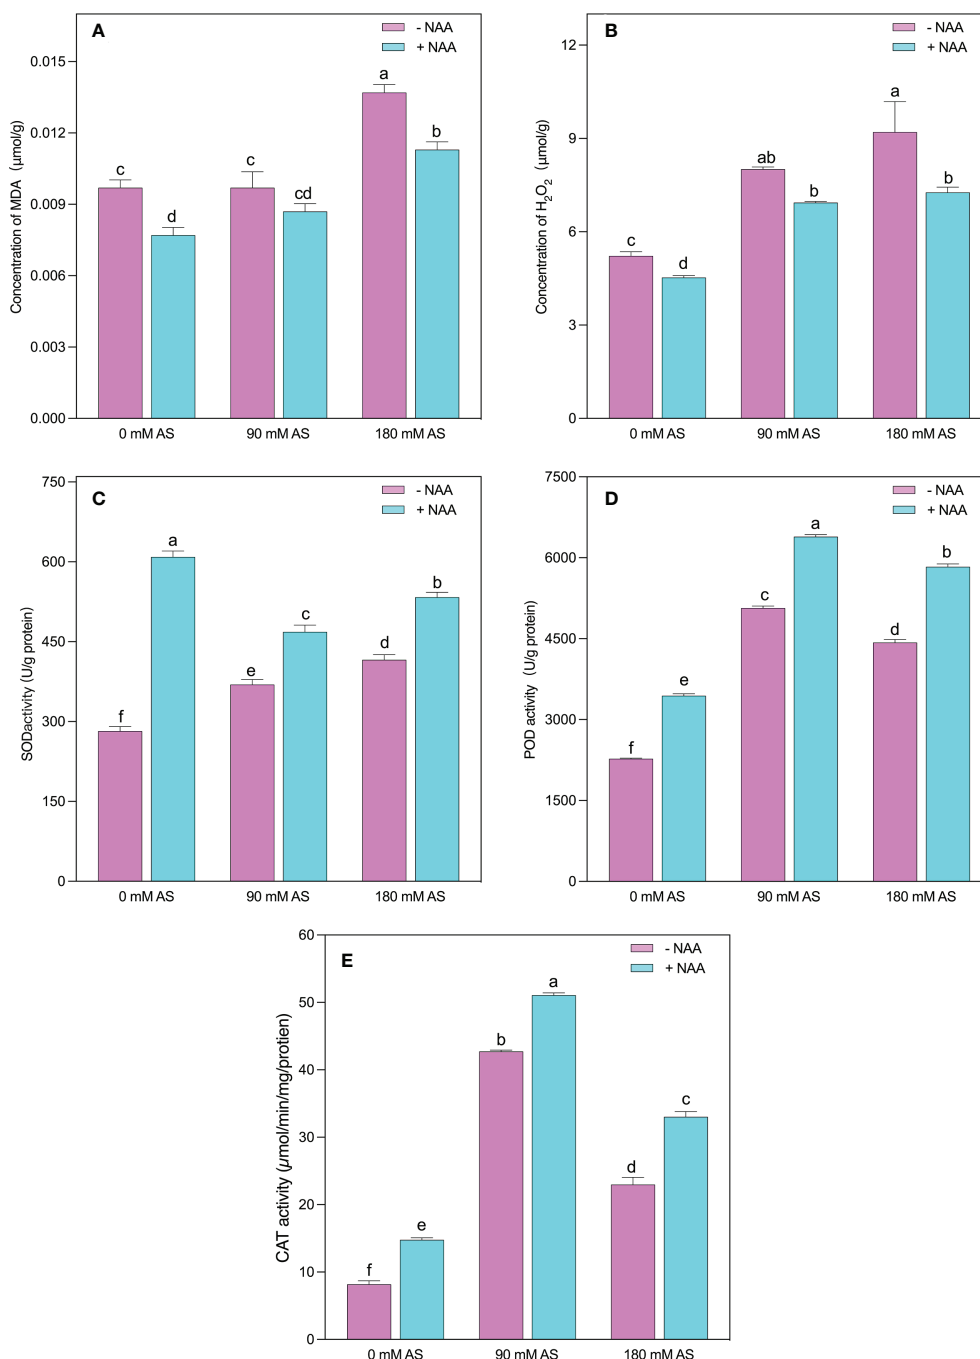 A
- NAA
+ NAA
Concentration of MDA (µmol/g)
0.015
0.012
0.009
0.006
0.003
0.000
c
d
c
cd
a
b
0 mM AS
90 mM AS
180 mM AS
B
- NAA
+ NAA
Concentration of H₂O₂ (µmol/g)
12
9
6
3
0
c
d
ab
b
a
b
0 mM AS
90 mM AS
180 mM AS
C
- NAA
+ NAA
SODactivity (U/g protein)
750
600
450
300
150
0
f
a
e
c
d
b
0 mM AS
90 mM AS
180 mM AS
D
- NAA
+ NAA
POD activity (U/g protein)
7500
6000
4500
3000
1500
0
f
e
c
a
d
b
0 mM AS
90 mM AS
180 mM AS
E
- NAA
+ NAA
CAT activity (µmol/min/mg/protien)
60
50
40
30
20
10
0
f
e
b
a
d
c
0 mM AS
90 mM AS
180 mM AS